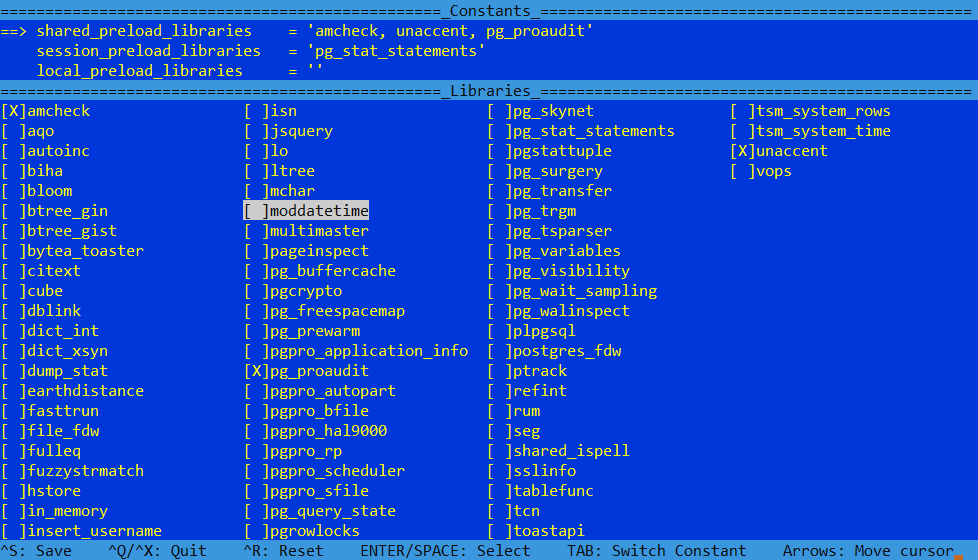 _Constants_
==> shared_preload_libraries    = 'amcheck, unaccent, pg_proaudit'
    session_preload_libraries   = 'pg_stat_statements'
    local_preload_libraries     = ''
_Libraries_
[X]amcheck                 [ ]isn                     [ ]pg_skynet               [ ]tsm_system_rows
[ ]aqo                     [ ]jsquery                 [ ]pg_stat_statements      [ ]tsm_system_time
[ ]autoinc                 [ ]lo                      [ ]pgstattuple             [X]unaccent
[ ]biha                    [ ]ltree                   [ ]pg_surgery              [ ]vops
[ ]bloom                   [ ]mchar                   [ ]pg_transfer
[ ]btree_gin               [ ]moddatetime             [ ]pg_trgm
[ ]btree_gist              [ ]multimaster             [ ]pg_tsparser
[ ]bytea_toaster           [ ]pageinspect             [ ]pg_variables
[ ]citext                  [ ]pg_buffercache          [ ]pg_visibility
[ ]cube                    [ ]pgcrypto                [ ]pg_wait_sampling
[ ]dblink                  [ ]pg_freespacemap         [ ]pg_walinspect
[ ]dict_int                [ ]pg_prewarm              [ ]plpgsql
[ ]dict_xsyn               [ ]pgpro_application_info  [ ]postgres_fdw
[ ]dump_stat               [X]pg_proaudit             [ ]ptrack
[ ]earthdistance           [ ]pgpro_autopart          [ ]refint
[ ]fasttrun                [ ]pgpro_bfile             [ ]rum
[ ]file_fdw                [ ]pgpro_hal9000           [ ]seg
[ ]fulleq                  [ ]pgpro_rp                [ ]shared_ispell
[ ]fuzzystrmatch           [ ]pgpro_scheduler         [ ]sslinfo
[ ]hstore                  [ ]pgpro_sfile             [ ]tablefunc
[ ]in_memory               [ ]pg_query_state          [ ]tcn
[ ]insert_username         [ ]pgrowlocks              [ ]toastapi
^S: Save    ^Q/^X: Quit    ^R: Reset    ENTER/SPACE: Select    TAB: Switch Constant    Arrows: Move cursor